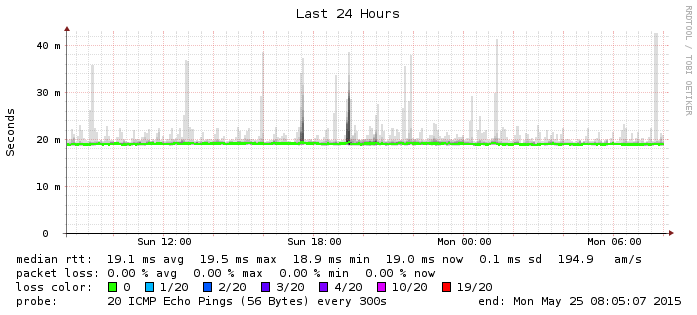 Last 24 Hours
RRDTOOL / TOBI OETIKER
Seconds
40 m
30 m
20 m
10 m
0
Sun 12:00 Sun 18:00 Mon 00:00 Mon 06:00
median rtt: 19.1 ms avg 19.5 ms max 18.9 ms min 19.0 ms now 0.1 ms sd 194.9 am/s
packet loss: 0.00 % avg 0.00 % max 0.00 % min 0.00 % now
loss color: 0 1/20 2/20 3/20 4/20 10/20 19/20
probe: 20 ICMP Echo Pings (56 Bytes) every 300s end: Mon May 25 08:05:07 2015